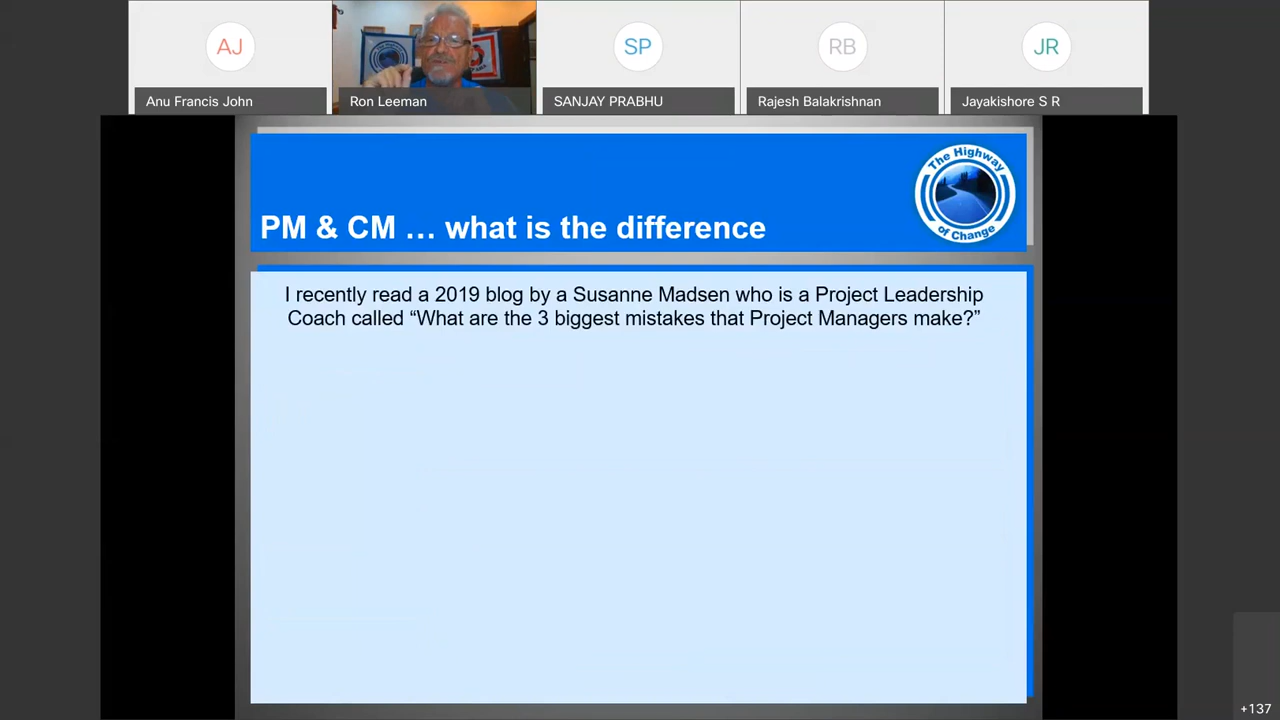 AJ
SP
RB
JR
Anu Francis John
Ron Leeman
SANJAY PRABHU
Rajesh Balakrishnan
Jayakishore S R
The Highway
of Change
PM & CM … what is the difference
I recently read a 2019 blog by a Susanne Madsen who is a Project Leadership
Coach called “What are the 3 biggest mistakes that Project Managers make?”
+137